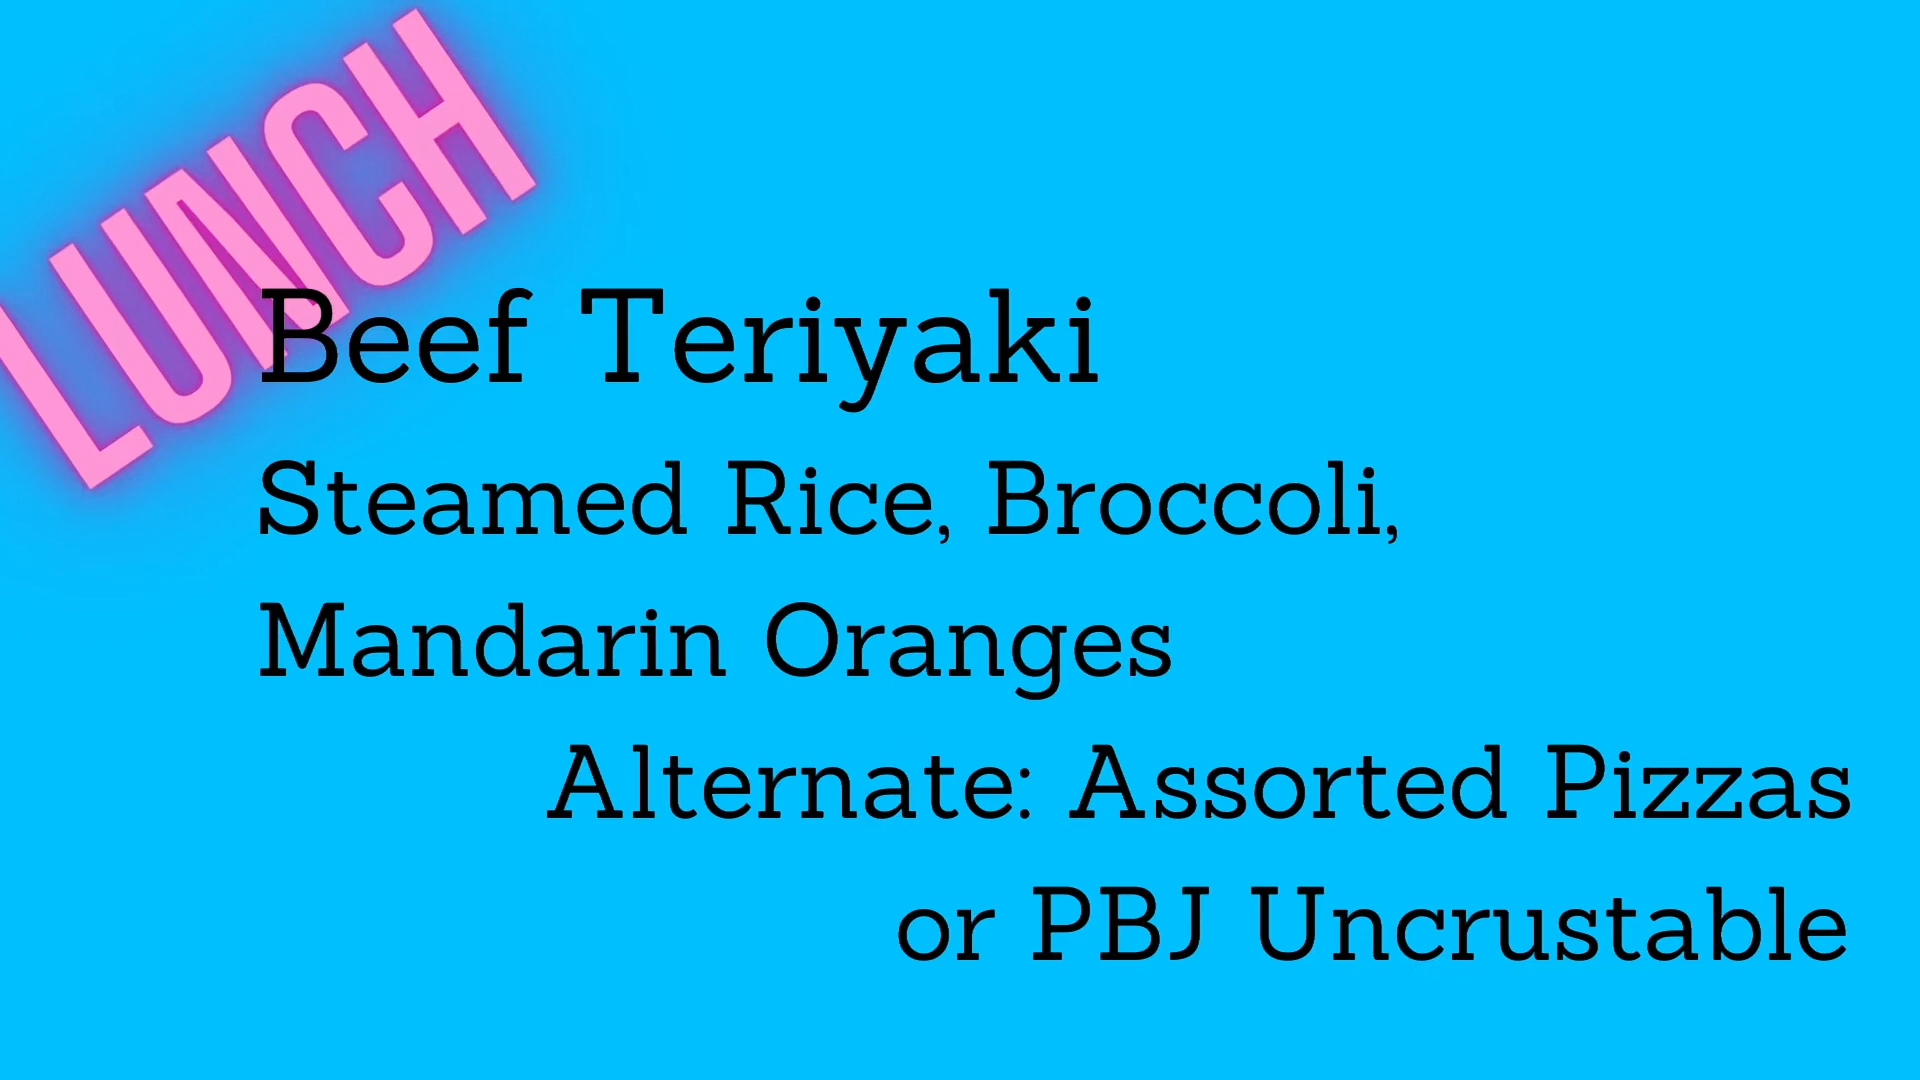 LUNCH
Beef Teriyaki
Steamed Rice, Broccoli,
Mandarin Oranges
Alternate: Assorted Pizzas
or PBJ Uncrustable